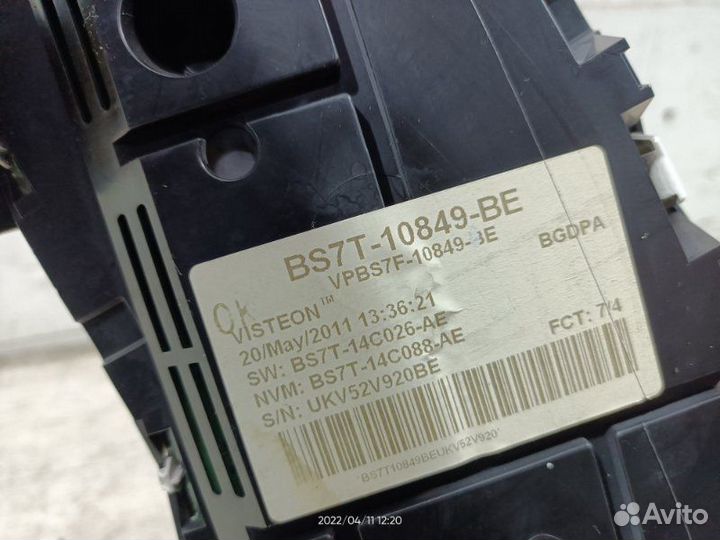 BS7T-10849-BE
VPBS7F-10849-BE
BGDPA
Ok
VISTEON™
20/May/2011 13:36:21
SW: BS7T-14C026-AE
NVM: BS7T-14C088-AE
FCT: 7/4
S/N: UKV52V920BE
*BS7T10849BEUKV52V920*
2022/04/11 12:20
Avito